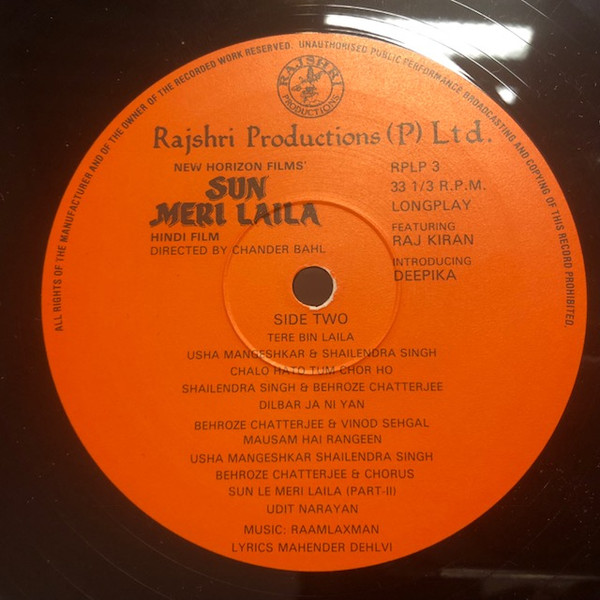 ALL RIGHTS OF THE MANUFACTURER AND OF THE OWNER OF THE RECORDED WORK RESERVED. UNAUTHORISED PUBLIC PERFORMANCE BROADCASTING AND COPYING OF THIS RECORD PROHIBITED.
RAJSHRI
PRODUCTIONS
Rajshri Productions (P) Ltd.
NEW HORIZON FILMS'
SUN
MERI LAILA
HINDI FILM
DIRECTED BY CHANDER BAHL
RPLP 3
33 1/3 R.P.M.
LONGPLAY
FEATURING
RAJ KIRAN
INTRODUCING
DEEPIKA
SIDE TWO
TERE BIN LAILA
USHA MANGESHKAR & SHAILENDRA SINGH
CHALO HATO TUM CHOR HO
SHAILENDRA SINGH & BEHROZE CHATTERJEE
DILBAR JA NI YAN
BEHROZE CHATTERJEE & VINOD SEHGAL
MAUSAM HAI RANGEEN
USHA MANGESHKAR SHAILENDRA SINGH
BEHROZE CHATTERJEE & CHORUS
SUN LE MERI LAILA (PART-II)
UDIT NARAYAN
MUSIC: RAAMLAXMAN
LYRICS MAHENDER DEHLVI